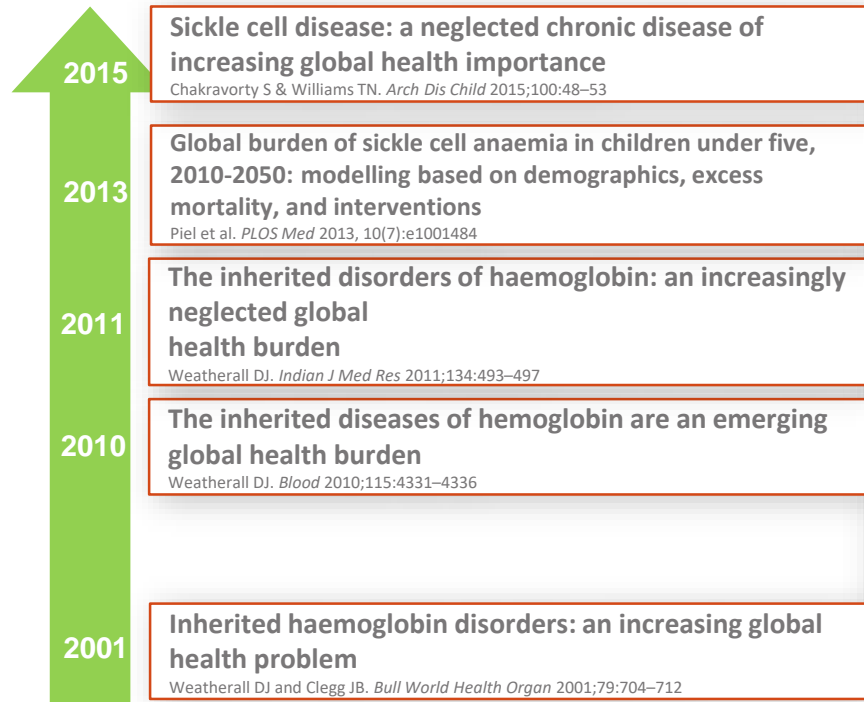 2015
Sickle cell disease: a neglected chronic disease of
increasing global health importance
Chakravorty S & Williams TN. Arch Dis Child 2015;100:48–53
2013
Global burden of sickle cell anaemia in children under five,
2010-2050: modelling based on demographics, excess
mortality, and interventions
Piel et al. PLOS Med 2013, 10(7):e1001484
2011
The inherited disorders of haemoglobin: an increasingly
neglected global
health burden
Weatherall DJ. Indian J Med Res 2011;134:493–497
2010
The inherited diseases of hemoglobin are an emerging
global health burden
Weatherall DJ. Blood 2010;115:4331–4336
2001
Inherited haemoglobin disorders: an increasing global
health problem
Weatherall DJ and Clegg JB. Bull World Health Organ 2001;79:704–712